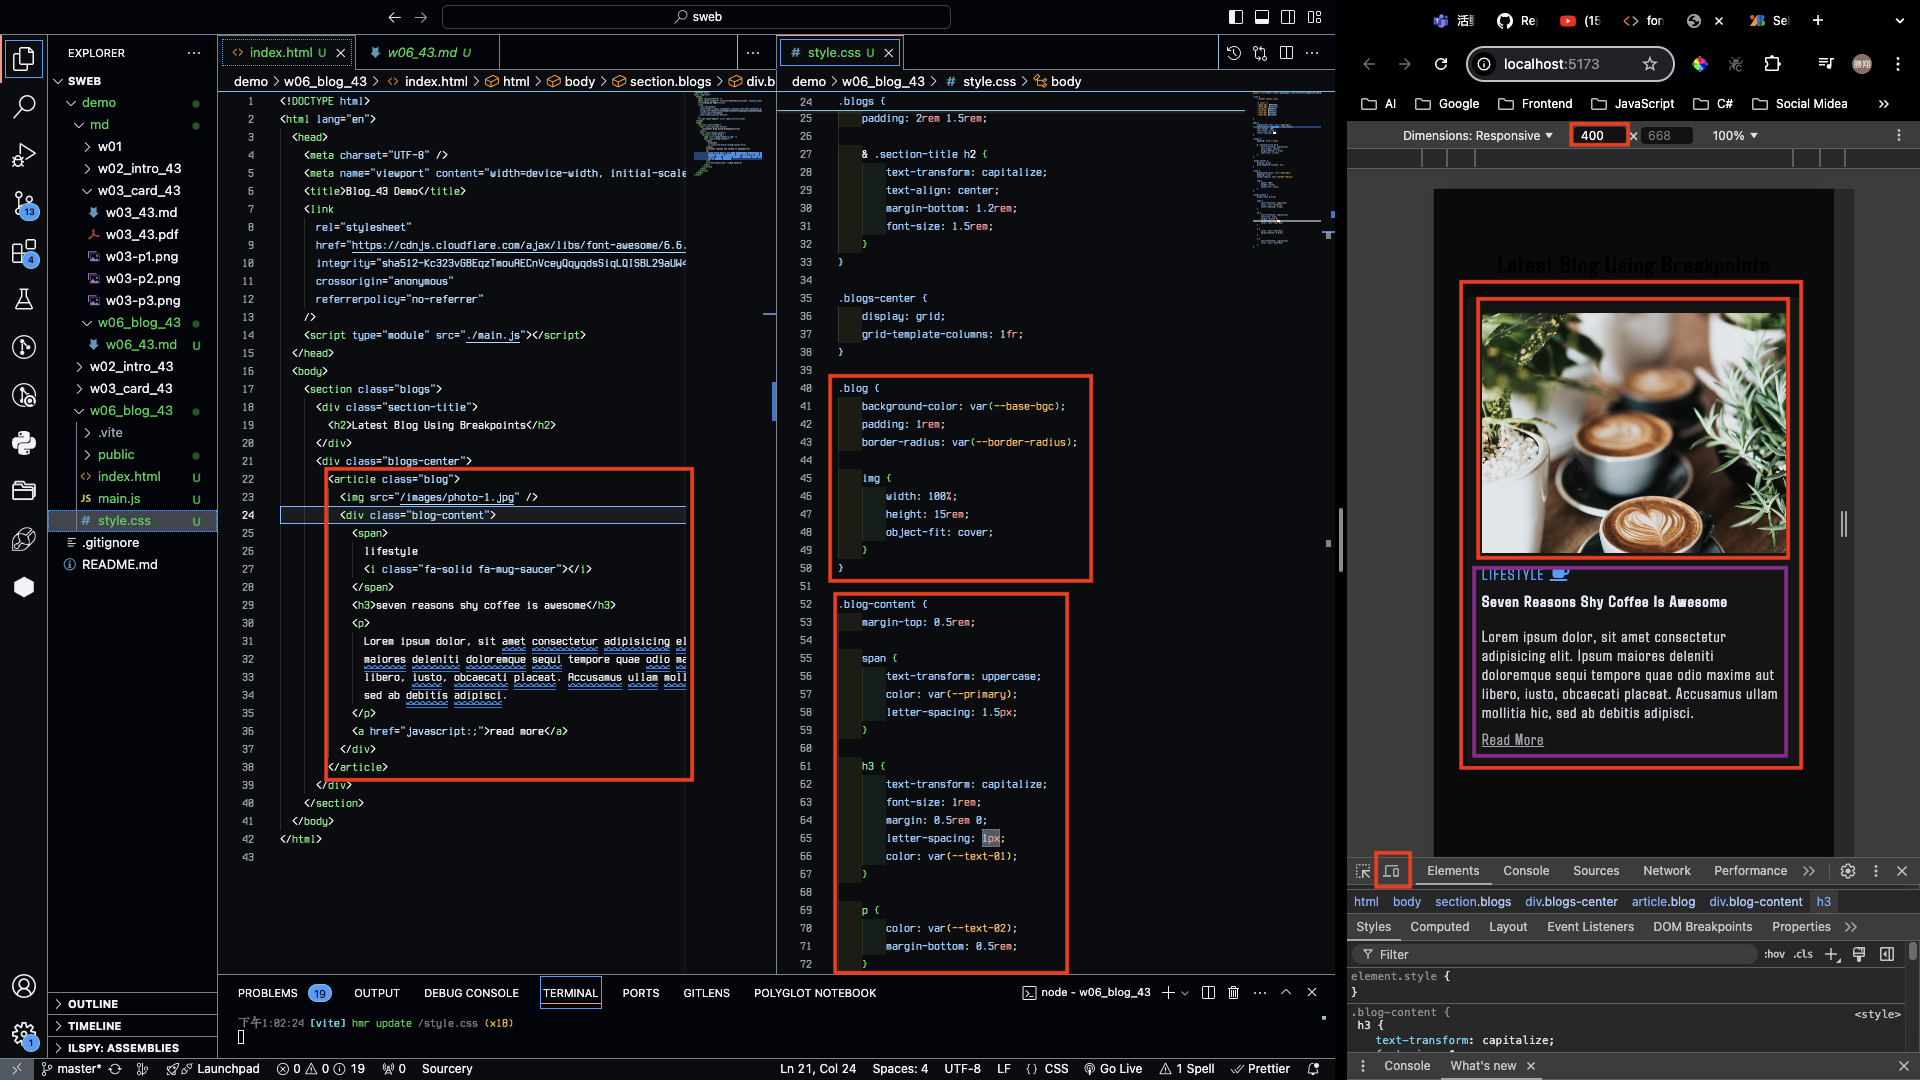 sweb
EXPLORER
SWEB
demo
md
w01
w02_intro_43
w03_card_43
w03_43.md
w03_43.pdf
w03-p1.png
w03-p2.png
w03-p3.png
w06_blog_43
w06_43.md U
w02_intro_43
w03_card_43
w06_blog_43
.vite
public
index.html U
JS main.js U
# style.css U
.gitignore
README.md
OUTLINE
TIMELINE
ILSPY: ASSEMBLIES
13
4
1
index.html U
w06_43.md U
demo > w06_blog_43 > index.html > html > body > section.blogs > div.b
1 <!DOCTYPE html>
2 <html lang="en">
3 <head>
4 <meta charset="UTF-8" />
5 <meta name="viewport" content="width=device-width, initial-scale
6 <title>Blog_43 Demo</title>
7 <link
8 rel="stylesheet"
9 href="https://cdnjs.cloudflare.com/ajax/libs/font-awesome/6.6.
10 integrity="sha512-Kc323vGBEqzTmouAECnVceyQqyqdsSiqLQISBL29aUW4
11 crossorigin="anonymous"
12 referrerpolicy="no-referrer"
13 />
14 <script type="module" src="./main.js"></script>
15 </head>
16 <body>
17 <section class="blogs">
18 <div class="section-title">
19 <h2>Latest Blog Using Breakpoints</h2>
20 </div>
21 <div class="blogs-center">
22 <article class="blog">
23 <img src="/images/photo-1.jpg" />
24 <div class="blog-content">
25 <span>
26 lifestyle
27 <i class="fa-solid fa-mug-saucer"></i>
28 </span>
29 <h3>seven reasons shy coffee is awesome</h3>
30 <p>
31 Lorem ipsum dolor, sit amet consectetur adipisicing el
32 maiores deleniti doloremque sequi tempore quae odio ma
33 libero, iusto, obcaecati placeat. Accusamus ullam moll
34 sed ab debitis adipisci.
35 </p>
36 <a href="javascript:;">read more</a>
37 </div>
38 </article>
39 </div>
40 </section>
41 </body>
42 </html>
43
# style.css U
demo > w06_blog_43 > # style.css > body
24 .blogs {
25 padding: 2rem 1.5rem;
26
27 & .section-title h2 {
28 text-transform: capitalize;
29 text-align: center;
30 margin-bottom: 1.2rem;
31 font-size: 1.5rem;
32 }
33 }
34
35 .blogs-center {
36 display: grid;
37 grid-template-columns: 1fr;
38 }
39
40 .blog {
41 background-color: var(--base-bgc);
42 padding: 1rem;
43 border-radius: var(--border-radius);
44
45 img {
46 width: 100%;
47 height: 15rem;
48 object-fit: cover;
49 }
50 }
51
52 .blog-content {
53 margin-top: 0.5rem;
54
55 span {
56 text-transform: uppercase;
57 color: var(--primary);
58 letter-spacing: 1.5px;
59 }
60
61 h3 {
62 text-transform: capitalize;
63 font-size: 1rem;
64 margin: 0.5rem 0;
65 letter-spacing: 1px;
66 color: var(--text-01);
67 }
68
69 p {
70 color: var(--text-02);
71 margin-bottom: 0.5rem;
72 }
PROBLEMS 19 OUTPUT DEBUG CONSOLE TERMINAL PORTS GITLENS POLYGLOT NOTEBOOK
node - w06_blog_43
下午1:02:24 [vite] hmr update /style.css (x18)
master* Launchpad 0 0 19 0 Sourcery
Ln 21, Col 24 Spaces: 4 UTF-8 LF { } CSS Go Live 1 Spell Prettier
活 Re (15 for Se
localhost:5173
AI Google Frontend JavaScript C# Social Midea
Dimensions: Responsive 400 × 668 100%
Latest Blog Using Breakpoints
LIFESTYLE
Seven Reasons Shy Coffee Is Awesome
Lorem ipsum dolor, sit amet consectetur
adipisicing elit. Ipsum maiores deleniti
doloremque sequi tempore quae odio maxime aut
libero, iusto, obcaecati placeat. Accusamus ullam
mollitia hic, sed ab debitis adipisci.
Read More
Elements Console Sources Network Performance
html body section.blogs div.blogs-center article.blog div.blog-content h3
Styles Computed Layout Event Listeners DOM Breakpoints Properties
Filter :hov .cls
element.style {
}
.blog-content { <style>
h3 {
text-transform: capitalize;
Console What's new